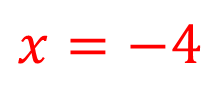 x = −4